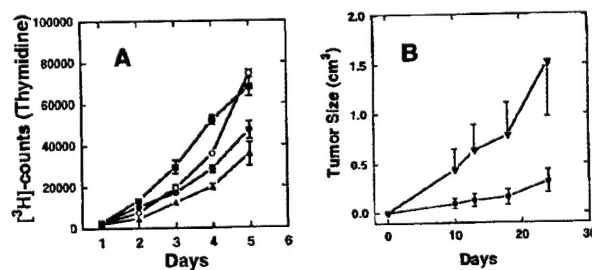 A
[³H]-counts (Thymidine)
100000
80000
60000
40000
20000
0
1 2 3 4 5 6
Days
B
Tumor Size (cm³)
2.0
1.5
1.0
0.5
0.0
0 10 20 30
Days